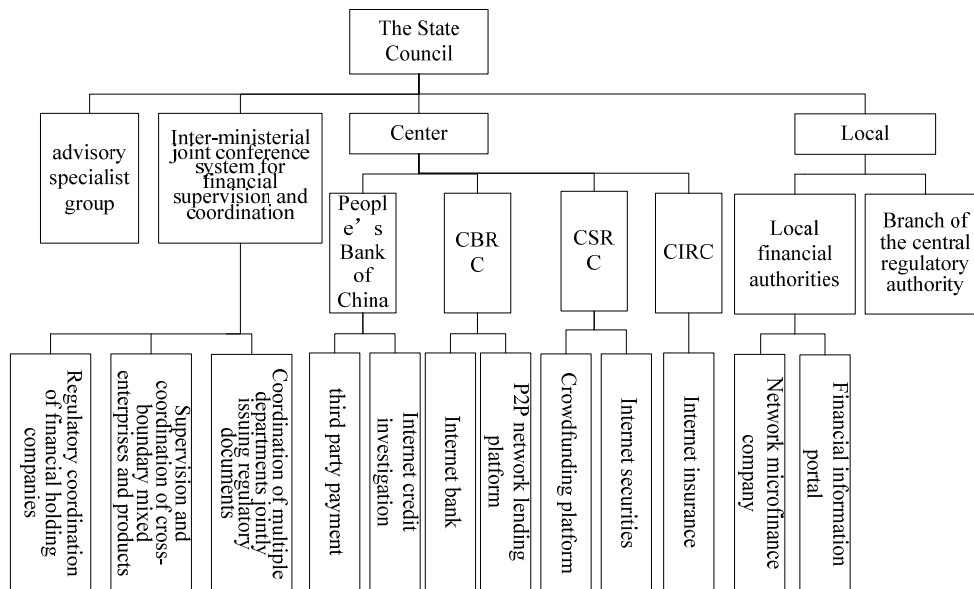 The State
Council
advisory
specialist
group
Inter-ministerial
joint conference
system for
financial
supervision and
coordination
Center
Local
Peopl
e’s
Bank
of
China
CBR
C
CSR
C
CIRC
Local
financial
authorities
Branch of
the central
regulatory
authority
Regulatory coordination
of financial holding
companies
Supervision and
coordination of cross-
boundary mixed
enterprises and products
Coordination of multiple
departments jointly
issuing regulatory
documents
third party payment
Internet credit
investigation
Internet bank
P2P network lending
platform
Crowdfunding platform
Internet securities
Internet insurance
Network microfinance
company
Financial information
portal